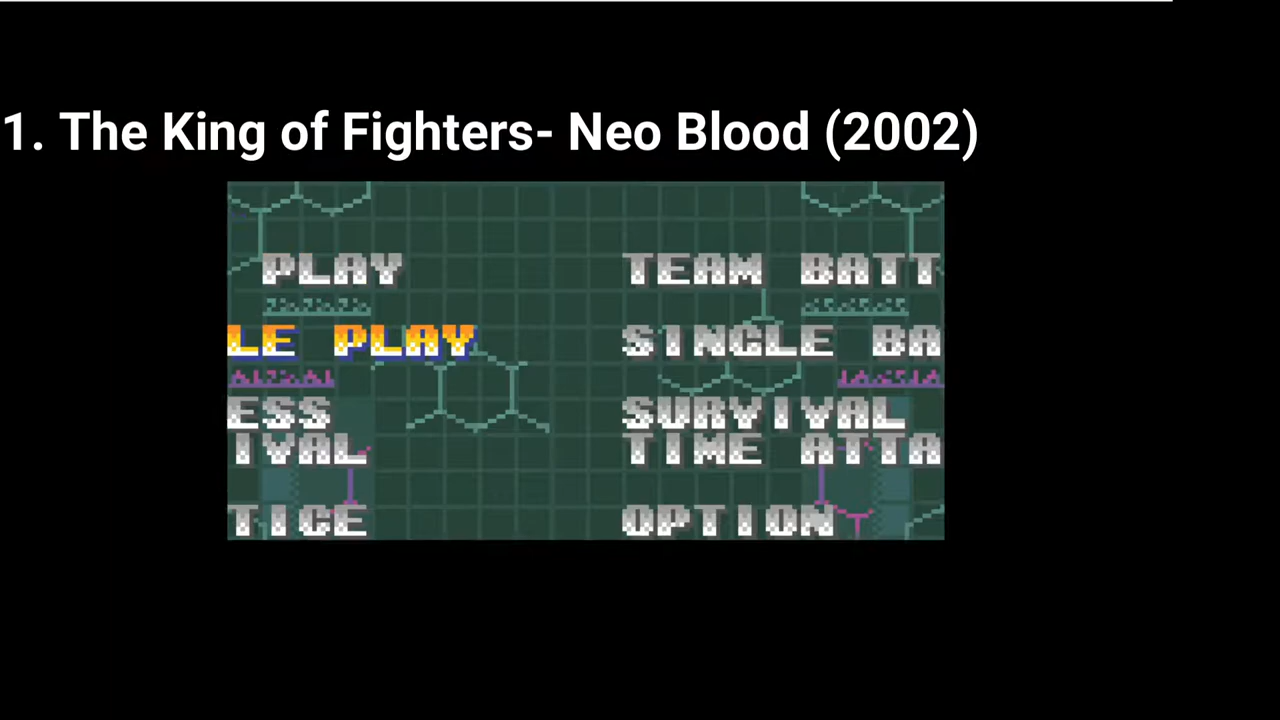 1. The King of Fighters- Neo Blood (2002)
PLAY TEAM BATT
LE PLAY SINGLE BA
ESS SURVIVAL
IVAL TIME ATTA
TICE OPTION